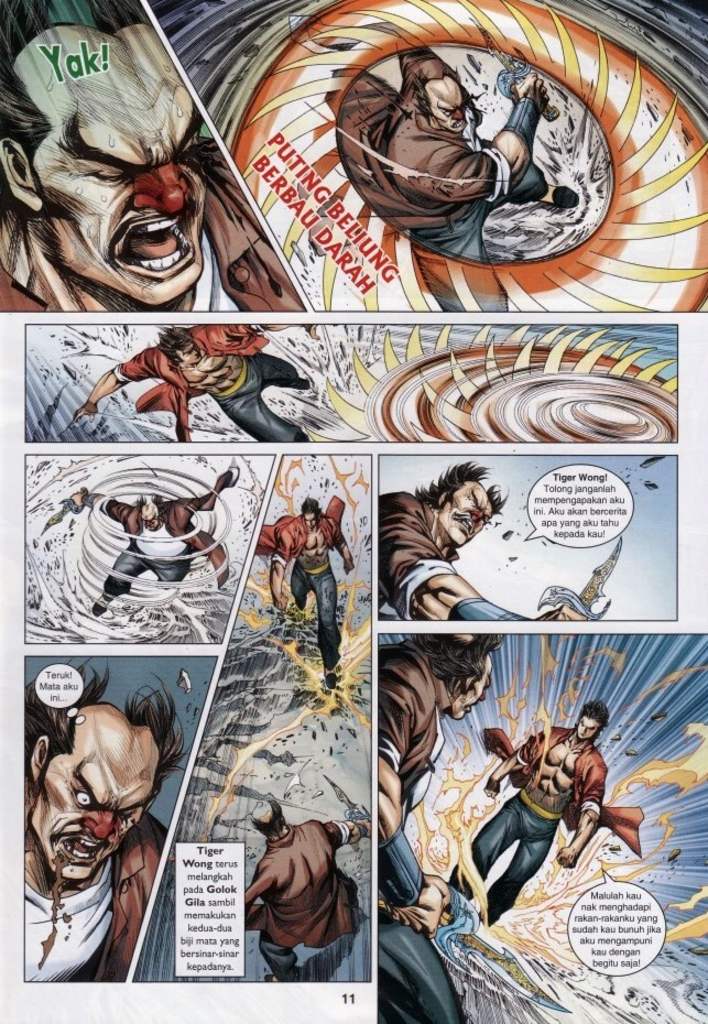 Yak!
PUTING BELIUNG
BERBAU DARAH
Tiger Wong!
Tolong janganlah
mempengapakan aku
ini. Aku akan bercerita
apa yang aku tahu
kepada kau!
Teruk!
Mata aku
ini...
Tiger
Wong terus
melangkah
pada Golok
Gila sambil
memakukan
kedua-dua
biji mata yang
bersinar-sinar
kepadanya.
Malulah kau
nak menghadapi
rakan-rakanku yang
sudah kau bunuh jika
aku mengampuni
kau dengan
begitu saja!
11